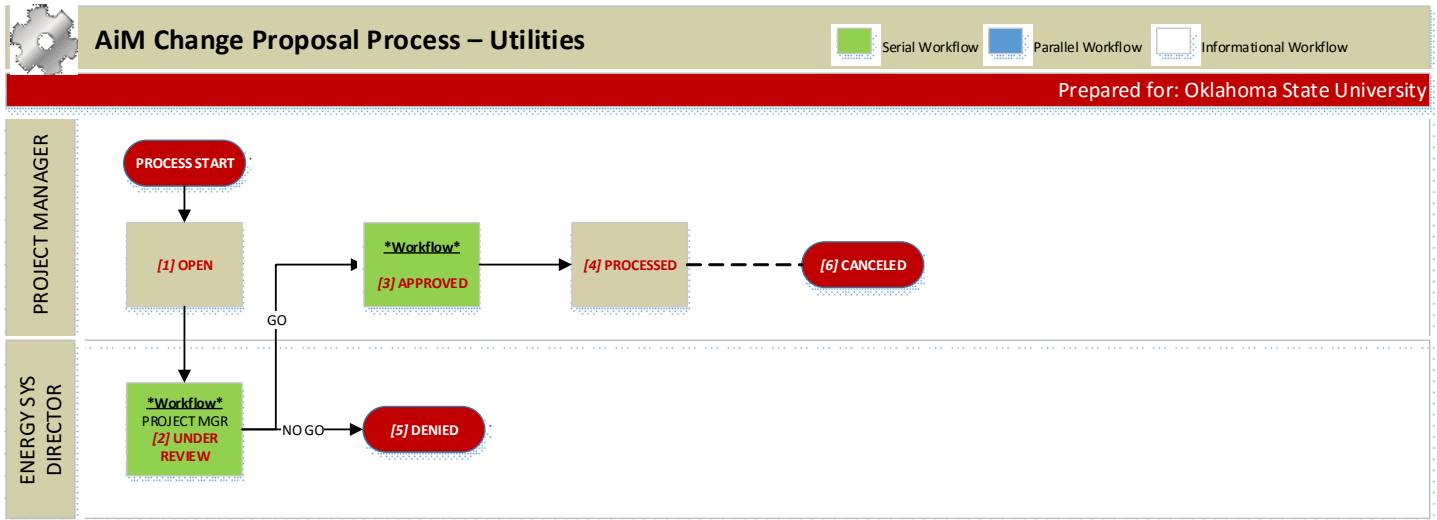 AiM Change Proposal Process – Utilities
Serial Workflow
Parallel Workflow
Informational Workflow
Prepared for: Oklahoma State University
PROJECT MANAGER
PROCESS START
[1] OPEN
*Workflow*
[3] APPROVED
[4] PROCESSED
[6] CANCELED
GO
ENERGY SYS
DIRECTOR
*Workflow*
PROJECT MGR
[2] UNDER
REVIEW
NO GO
[5] DENIED